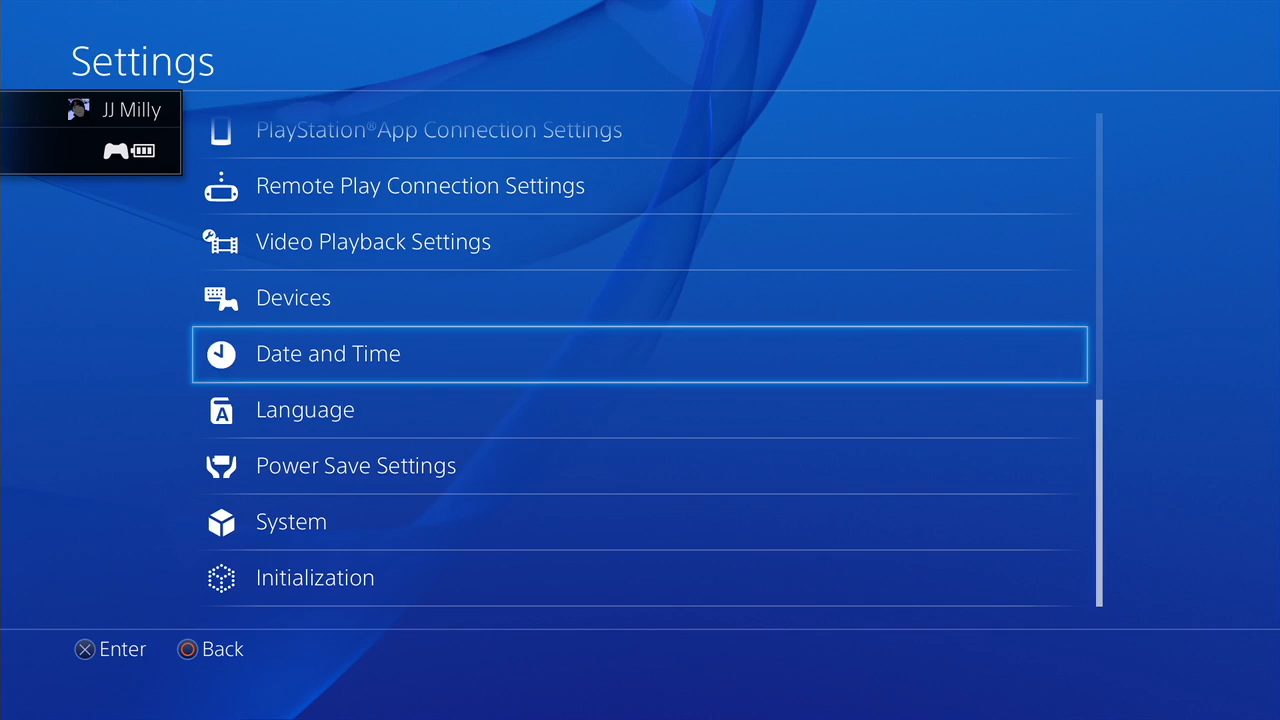 Settings
JJ Milly
PlayStation®App Connection Settings
Remote Play Connection Settings
Video Playback Settings
Devices
Date and Time
Language
Power Save Settings
System
Initialization
Enter Back